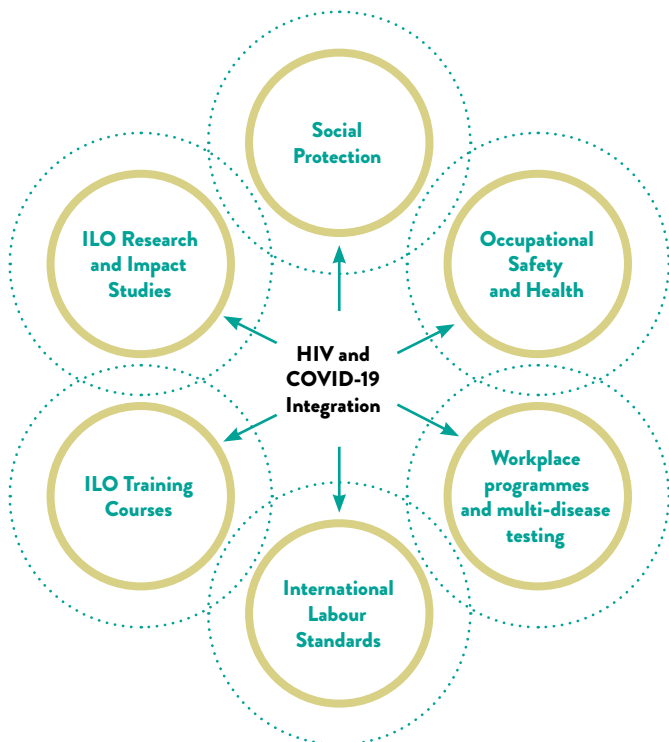 Social
Protection
ILO Research
and Impact
Studies
Occupational
Safety
and Health
HIV and
COVID-19
Integration
ILO Training
Courses
Workplace
programmes
and multi-disease
testing
International
Labour
Standards